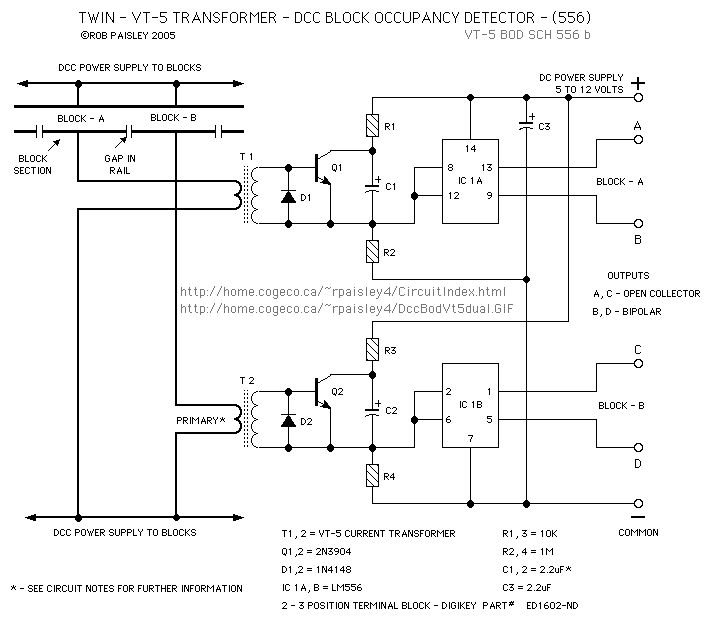 TWIN - VT-5 TRANSFORMER - DCC BLOCK OCCUPANCY DETECTOR - (556)
©ROB PAISLEY 2005
VT-5 BOD SCH 556 b
DCC POWER SUPPLY TO BLOCKS
DC POWER SUPPLY
5 TO 12 VOLTS
+
BLOCK - A
BLOCK - B
BLOCK
SECTION
GAP IN
RAIL
T 1
D1
Q1
R1
+
C1
R2
14
8
13
IC 1A
12
9
+
C3
A
BLOCK - A
B
http://home.cogeco.ca/~rpaisley4/CircuitIndex.html
http://home.cogeco.ca/~rpaisley4/DccBodVt5dual.GIF
OUTPUTS
A, C - OPEN COLLECTOR
B, D - BIPOLAR
T 2
PRIMARY*
D2
Q2
R3
+
C2
R4
2
1
IC 1B
6
5
7
C
BLOCK - B
D
DCC POWER SUPPLY TO BLOCKS
COMMON
T1, 2 = VT-5 CURRENT TRANSFORMER
R1, 3 = 10K
Q1,2 = 2N3904
R2, 4 = 1M
D1,2 = 1N4148
C1, 2 = 2.2uF*
IC 1A, B = LM556
C3 = 2.2uF
* - SEE CIRCUIT NOTES FOR FURTHER INFORMATION
2 - 3 POSITION TERMINAL BLOCK - DIGIKEY PART# ED1602-ND